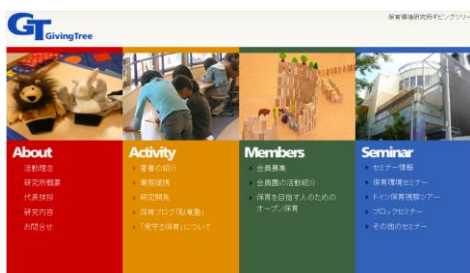 GT GivingTree
保育環境研究所ギビングツリー
About
活動理念
研究所概要
代表挨拶
研究内容
お問合せ
Activity
著書の紹介
業務提携
研究開発
保育ブログ「臥竜塾」
「見守る保育」について
Members
会員募集
会員園の活動紹介
保育を目指す人のための
オープン保育
Seminar
セミナー情報
保育環境セミナー
ドイツ保育視察ツアー
ブロックセミナー
その他のセミナー